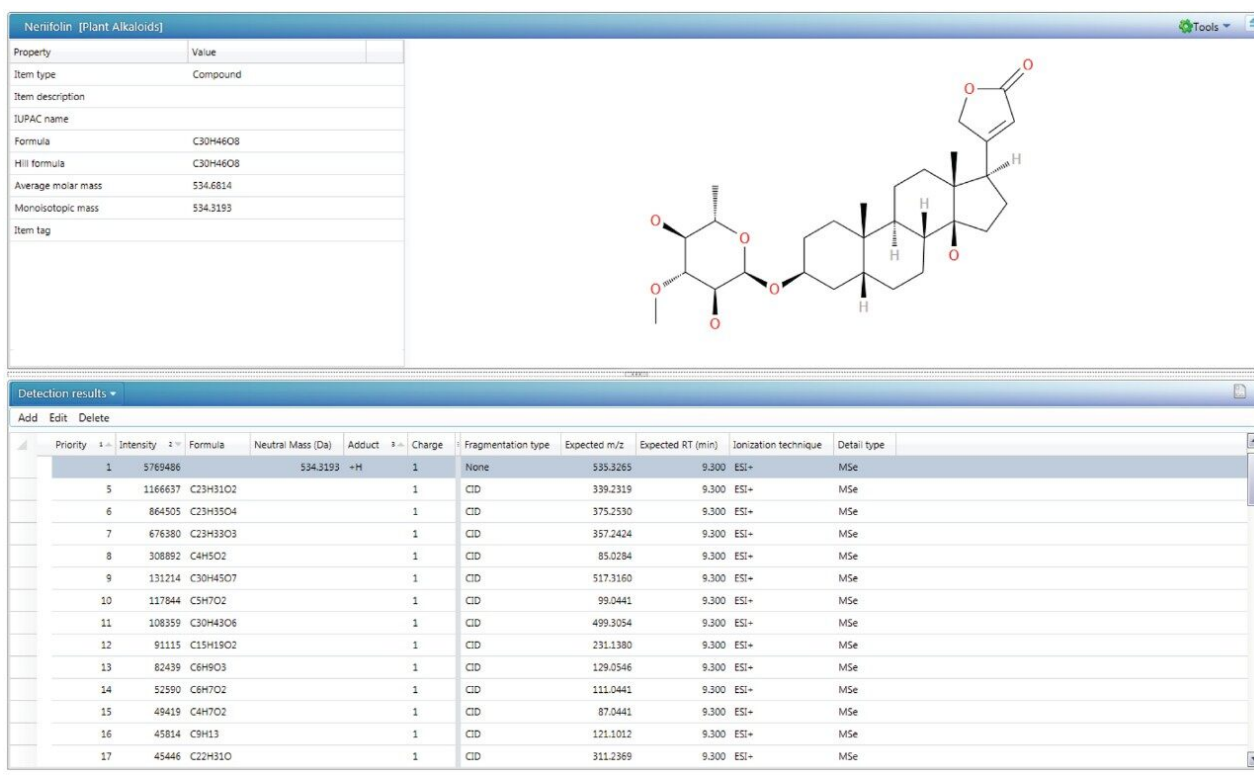 Neriifolin [Plant Alkaloids] Tools
Property Value
Item type Compound
Item description
IUPAC name
Formula C30H46O8
Hill formula C30H46O8
Average molar mass 534.6814
Monoisotopic mass 534.3193
Item tag
O
O
H
H
O
O
H
O
O
O
H
O
Detection results
Add Edit Delete
Priority 1 Intensity 2 Formula Neutral Mass (Da) Adduct 3 Charge Fragmentation type Expected m/z Expected RT (min) Ionization technique Detail type
1 5769486 534.3193 +H 1 None 535.3265 9.300 ESI+ MSe
5 1166637 C23H31O2 1 CID 339.2319 9.300 ESI+ MSe
6 864505 C23H35O4 1 CID 375.2530 9.300 ESI+ MSe
7 676380 C23H33O3 1 CID 357.2424 9.300 ESI+ MSe
8 308892 C4H5O2 1 CID 85.0284 9.300 ESI+ MSe
9 131214 C30H45O7 1 CID 517.3160 9.300 ESI+ MSe
10 117844 C5H7O2 1 CID 99.0441 9.300 ESI+ MSe
11 108359 C30H43O6 1 CID 499.3054 9.300 ESI+ MSe
12 91115 C15H19O2 1 CID 231.1380 9.300 ESI+ MSe
13 82439 C6H9O3 1 CID 129.0546 9.300 ESI+ MSe
14 52590 C6H7O2 1 CID 111.0441 9.300 ESI+ MSe
15 49419 C4H7O2 1 CID 87.0441 9.300 ESI+ MSe
16 45814 C9H13 1 CID 121.1012 9.300 ESI+ MSe
17 45446 C22H31O 1 CID 311.2369 9.300 ESI+ MSe